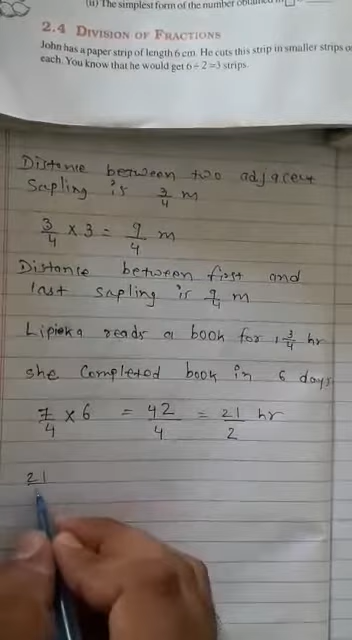 (ii) The simplest form of the number
2.4 DIVISION OF FRACTIONS
John has a paper strip of length 6 cm. He cuts this strip in smaller strips
each. You know that he would get 6 ÷ 2 = 3 strips.
Distance between two adjacent
Sapling is 3/4 m
3/4 × 3 = 9/4 m
Distance between first and
last sapling is 9/4 m
Lipika reads a book for 1 3/4 hr
she completed book in 6 days
7/4 × 6 = 42/4 = 21/2 hr
21